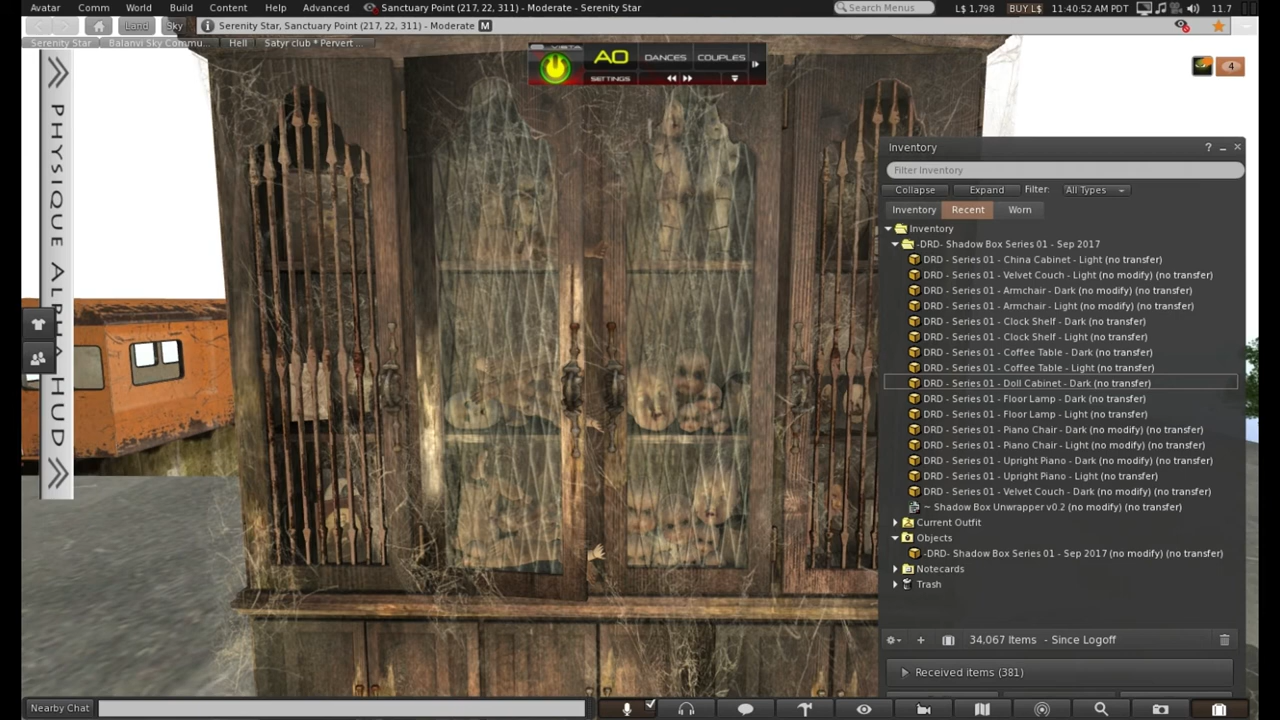 Avatar Comm World Build Content Help Advanced Sanctuary Point (217, 22, 311) - Moderate - Serenity Star Search Menus L$ 1,798 BUY L$ 11:40:52 AM PDT 11.7
Land Sky Serenity Star, Sanctuary Point (217, 22, 311) - Moderate M
Serenity Star Balanvi Sky Commu... Hell Satyr club * Pervert ...
VISTA
AO DANCES COUPLES
SETTINGS
4
PHYSIQUE ALPHA HUD
Inventory ?
Filter Inventory
Collapse Expand Filter: All Types
Inventory Recent Worn
Inventory
-DRD- Shadow Box Series 01 - Sep 2017
DRD - Series 01 - China Cabinet - Light (no transfer)
DRD - Series 01 - Velvet Couch - Light (no modify) (no transfer)
DRD - Series 01 - Armchair - Dark (no modify) (no transfer)
DRD - Series 01 - Armchair - Light (no modify) (no transfer)
DRD - Series 01 - Clock Shelf - Dark (no transfer)
DRD - Series 01 - Clock Shelf - Light (no transfer)
DRD - Series 01 - Coffee Table - Dark (no transfer)
DRD - Series 01 - Coffee Table - Light (no transfer)
DRD - Series 01 - Doll Cabinet - Dark (no transfer)
DRD - Series 01 - Floor Lamp - Dark (no transfer)
DRD - Series 01 - Floor Lamp - Light (no transfer)
DRD - Series 01 - Piano Chair - Dark (no modify) (no transfer)
DRD - Series 01 - Piano Chair - Light (no modify) (no transfer)
DRD - Series 01 - Upright Piano - Dark (no modify) (no transfer)
DRD - Series 01 - Upright Piano - Light (no transfer)
DRD - Series 01 - Velvet Couch - Dark (no modify) (no transfer)
~ Shadow Box Unwrapper v0.2 (no modify) (no transfer)
Current Outfit
Objects
-DRD- Shadow Box Series 01 - Sep 2017 (no modify) (no transfer)
Notecards
Trash
34,067 Items - Since Logoff
Received items (381)
Nearby Chat